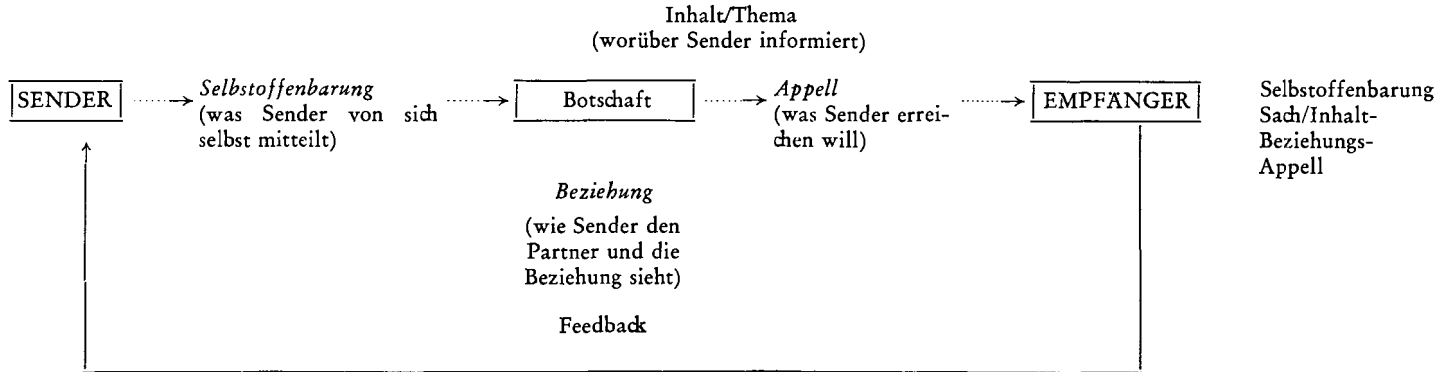 Inhalt/Thema
(worüber Sender informiert)
SENDER
Selbstoffenbarung
(was Sender von sich
selbst mitteilt)
Botschaft
Appell
(was Sender errei-
chen will)
EMPFÄNGER
Selbstoffenbarung
Sach/Inhalt-
Beziehungs-
Appell
Beziehung
(wie Sender den
Partner und die
Beziehung sieht)
Feedback